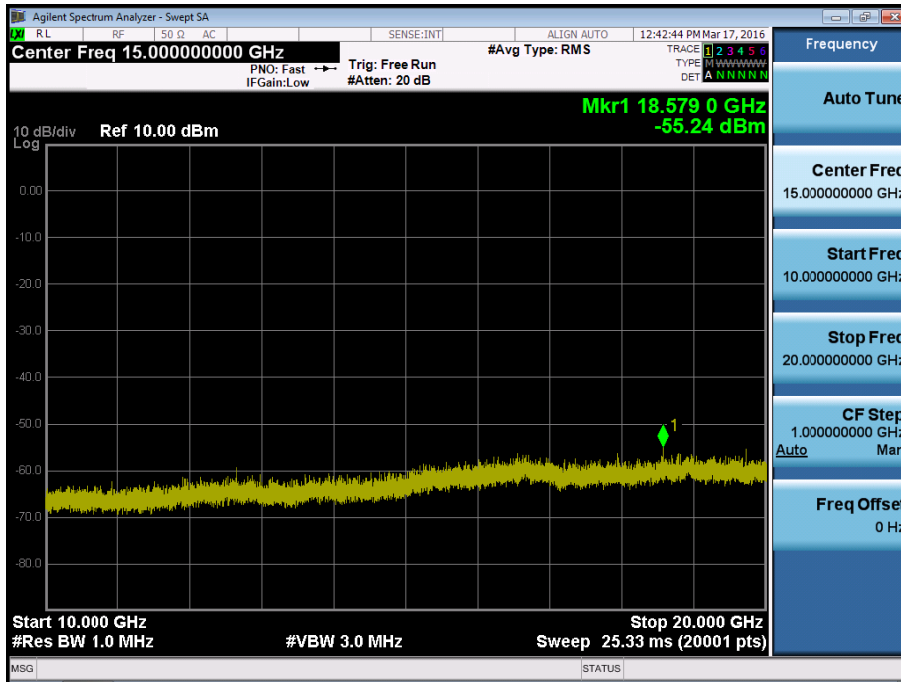 Agilent Spectrum Analyzer - Swept SA
LXI RL RF 50 Ω AC SENSE:INT ALIGN AUTO 12:42:44 PM Mar 17, 2016
Center Freq 15.000000000 GHz
PNO: Fast
IFGain:Low
Trig: Free Run
#Atten: 20 dB
#Avg Type: RMS
TRACE 1 2 3 4 5 6
TYPE M WWWWW
DET A N N N N N
Mkr1 18.579 0 GHz
-55.24 dBm
10 dB/div Ref 10.00 dBm
Log
0.00
-10.0
-20.0
-30.0
-40.0
-50.0
-60.0
-70.0
-80.0
1
Start 10.000 GHz Stop 20.000 GHz
#Res BW 1.0 MHz #VBW 3.0 MHz Sweep 25.33 ms (20001 pts)
MSG STATUS
Frequency
Auto Tune
Center Freq
15.000000000 GHz
Start Freq
10.000000000 GHz
Stop Freq
20.000000000 GHz
CF Step
1.000000000 GHz
Auto Man
Freq Offset
0 Hz